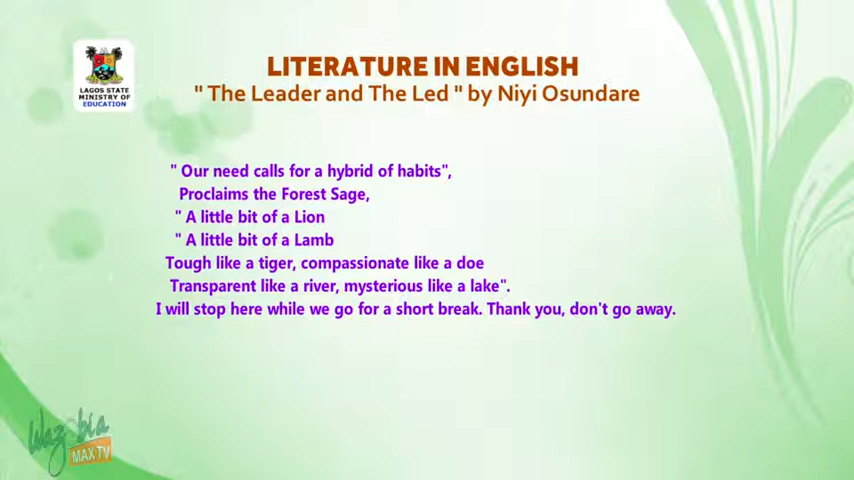 LAGOS STATE
MINISTRY OF
EDUCATION
LITERATURE IN ENGLISH
" The Leader and The Led " by Niyi Osundare
" Our need calls for a hybrid of habits",
Proclaims the Forest Sage,
" A little bit of a Lion
" A little bit of a Lamb
Tough like a tiger, compassionate like a doe
Transparent like a river, mysterious like a lake".
I will stop here while we go for a short break. Thank you, don't go away.
Wazobia
MAX TV